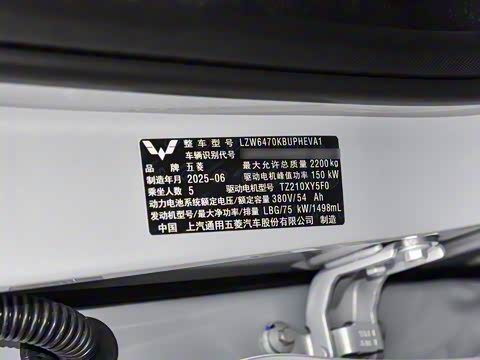 整车型号 LZW6470KBUPHEVA1
车辆识别代号
品牌 五菱 最大允许总质量 2200kg
制造年月 2025-06 驱动电机峰值功率 150 kW
乘坐人数 5 驱动电机型号 TZ210XY5F0
动力电池系统额定电压/额定容量 380V/54 Ah
发动机型号/最大净功率/排量 LBG/75 kW/1498mL
中国 上汽通用五菱汽车股份有限公司 制造